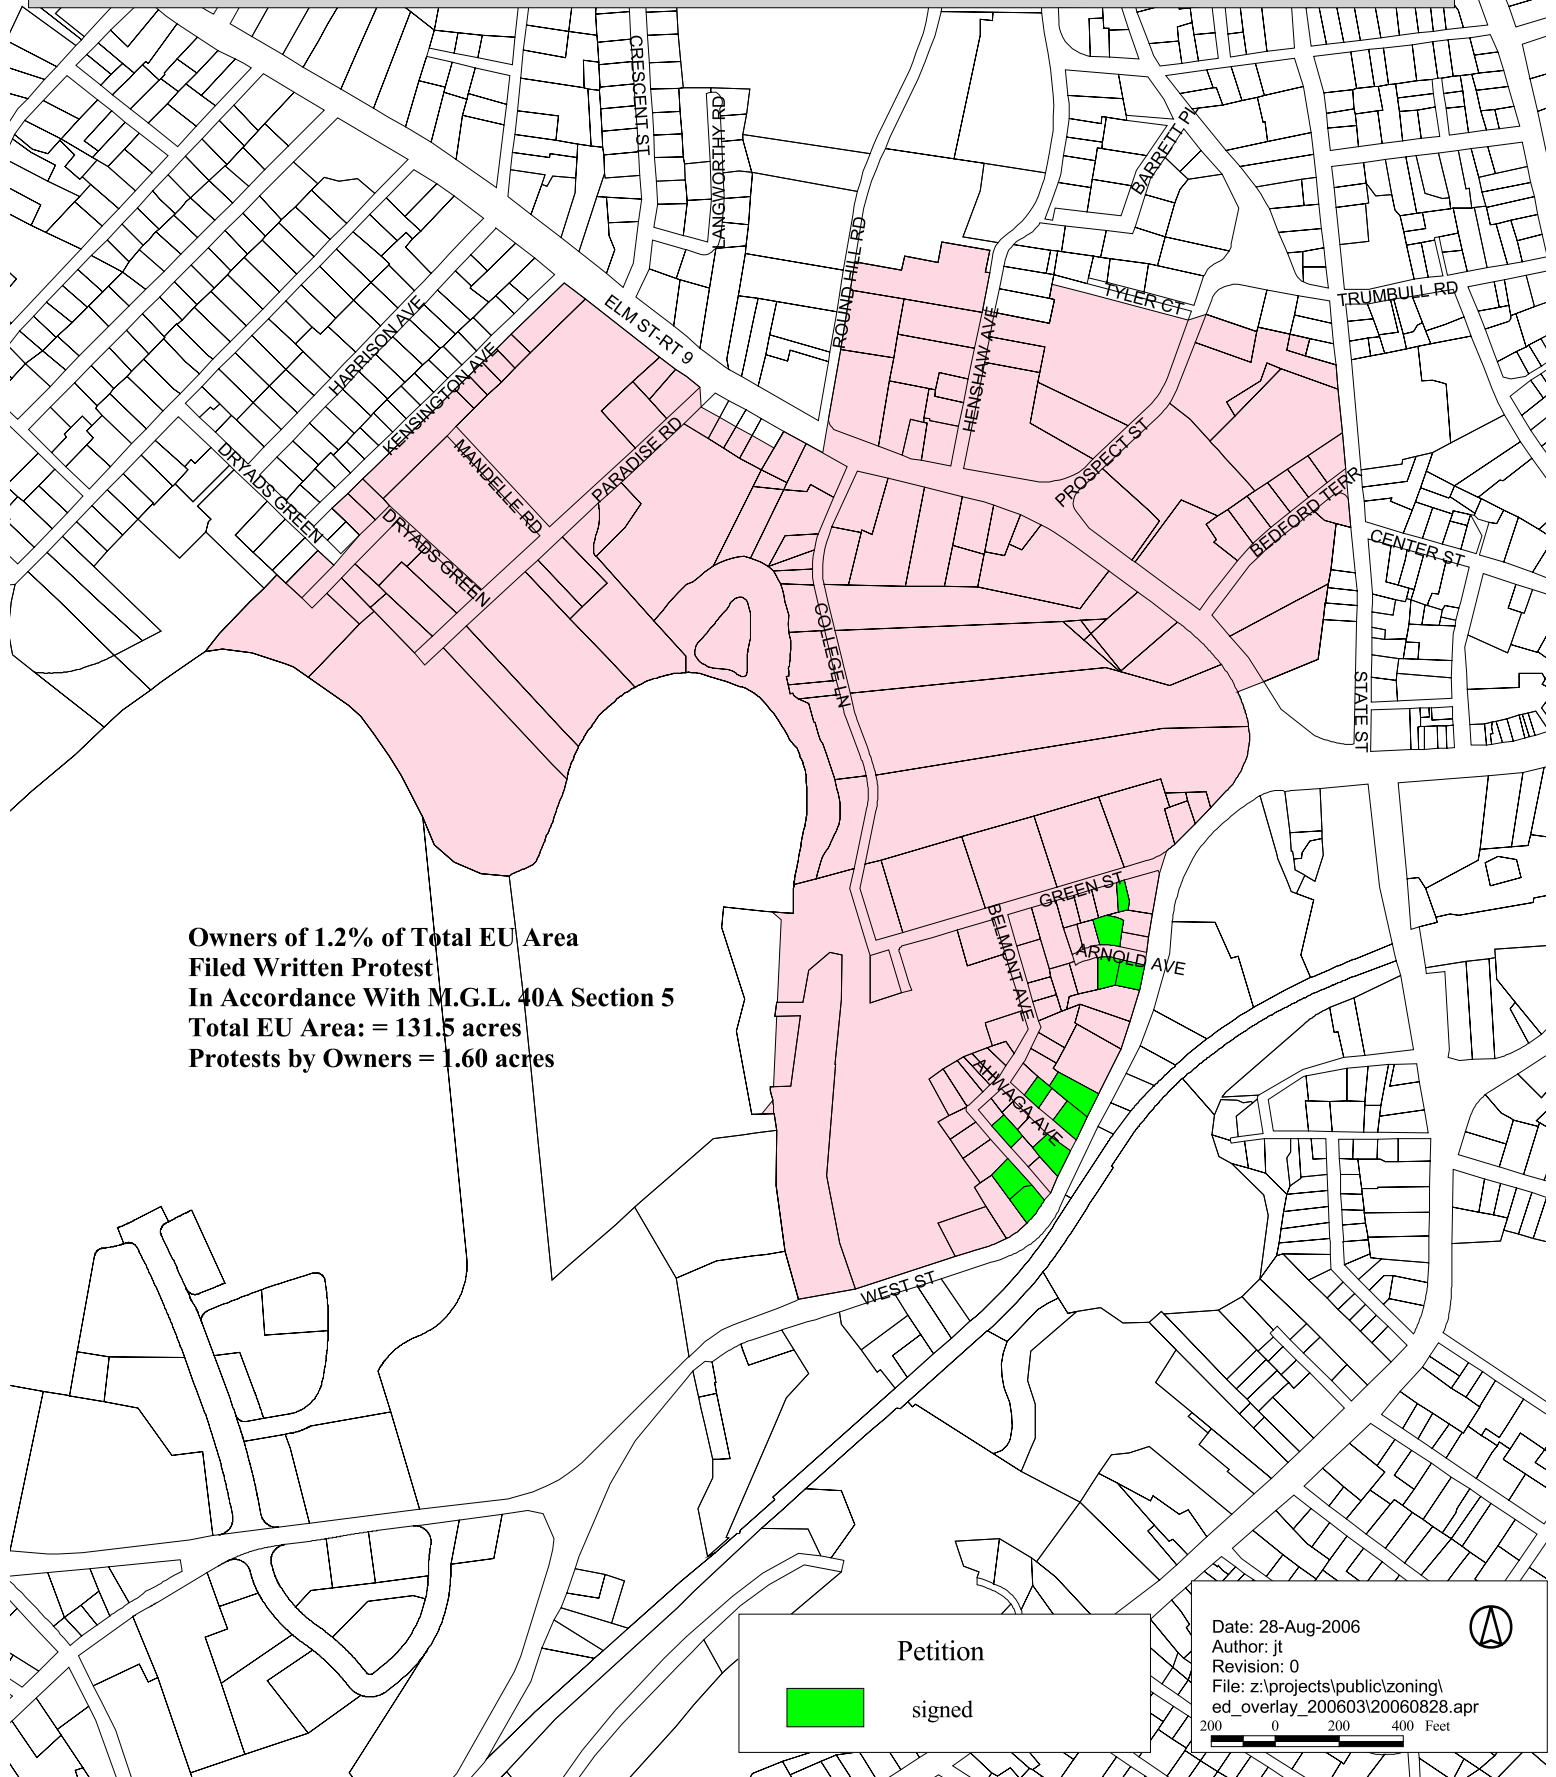 CRESCENT ST
LANGWORTHY RD
BARRETT PL
ROUND HILL RD
TYLER CT
TRUMBULL RD
ELM ST-RT 9
HARRISON AVE
HENSHAW AVE
KENSINGTON AVE
PARADISE RD
PROSPECT ST
MANDELLE RD
DRYADS GREEN
DRYADS GREEN
BEDFORD TERR
CENTER ST
COLLEGE LN
STATE ST
GREEN ST
BELMONT AVE
ARNOLD AVE
AHWAGA AVE
WEST ST
Owners of 1.2% of Total EU Area
Filed Written Protest
In Accordance With M.G.L. 40A Section 5
Total EU Area: = 131.5 acres
Protests by Owners = 1.60 acres
Petition
signed
Date: 28-Aug-2006
Author: jt
Revision: 0
File: z:\projects\public\zoning\
ed_overlay_200603\20060828.apr
200 0 200 400 Feet